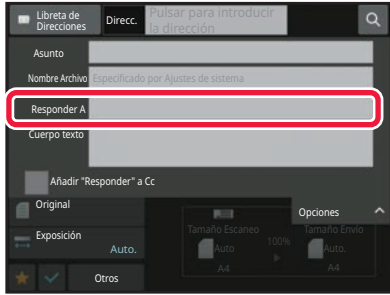 Libreta de
Direcciones
Direcc.
Pulsar para introducir
la dirección
Asunto
Nombre Archivo
Especificado por Ajustes de sistema
Responder A
Cuerpo texto
Añadir "Responder" a Cc
Original
Opciones
Exposición
Auto.
Tamaño Escaneo
Tamaño Envío
Auto
100%
Auto.
A4
A4
Otros